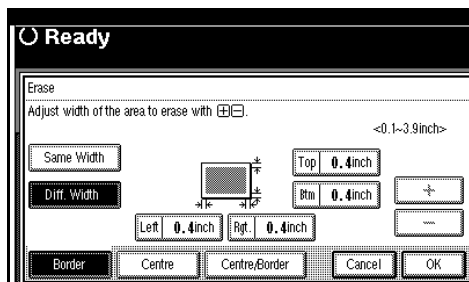 Ready
Erase
Adjust width of the area to erase with [+][-].
<0.1~3.9inch>
Same Width
Top 0.4inch
Diff. Width
Btm 0.4inch
+
-
Left 0.4inch Rgt. 0.4inch
Border Centre Centre/Border Cancel OK